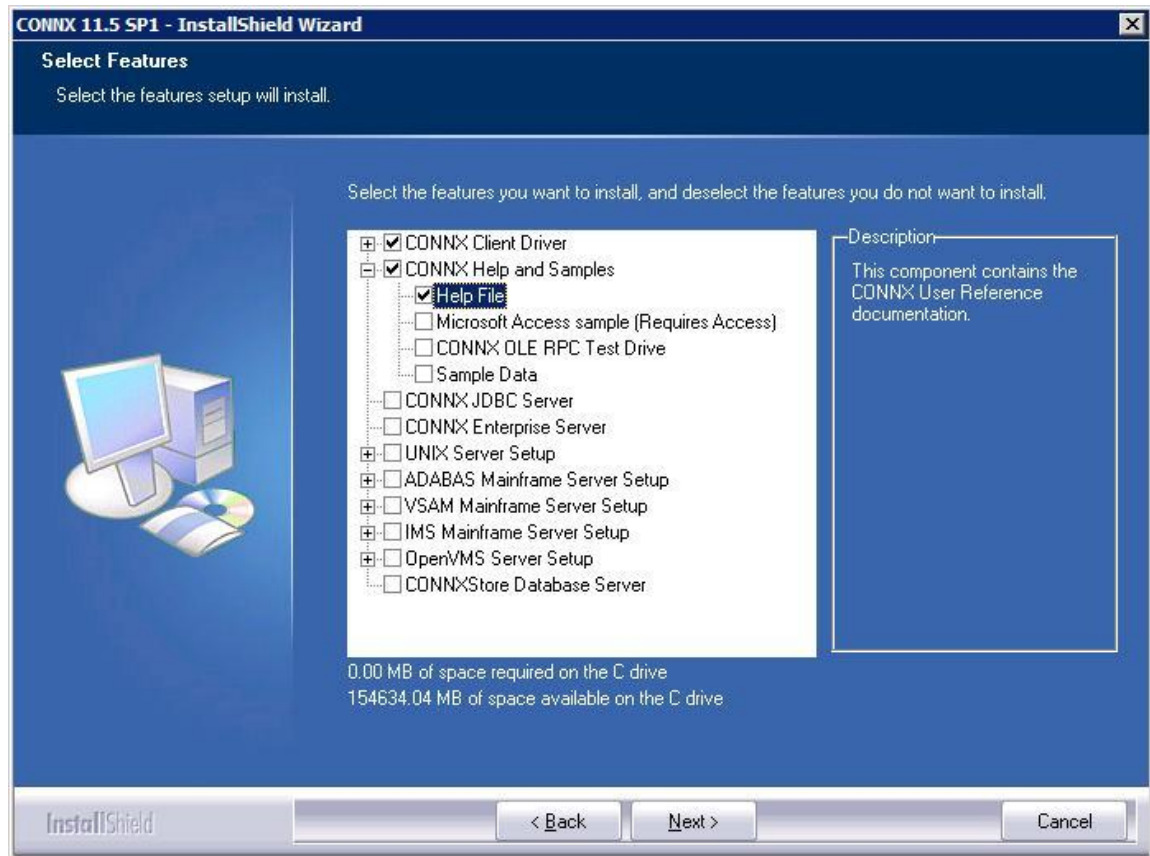 CONNX 11.5 SP1 - InstallShield Wizard
Select Features
Select the features setup will install.
Select the features you want to install, and deselect the features you do not want to install.
CONNX Client Driver
CONNX Help and Samples
Help File
Microsoft Access sample (Requires Access)
CONNX OLE RPC Test Drive
Sample Data
CONNX JDBC Server
CONNX Enterprise Server
UNIX Server Setup
ADABAS Mainframe Server Setup
VSAM Mainframe Server Setup
IMS Mainframe Server Setup
OpenVMS Server Setup
CONNXStore Database Server
Description
This component contains the
CONNX User Reference
documentation.
0.00 MB of space required on the C drive
154634.04 MB of space available on the C drive
InstallShield
< Back
Next >
Cancel